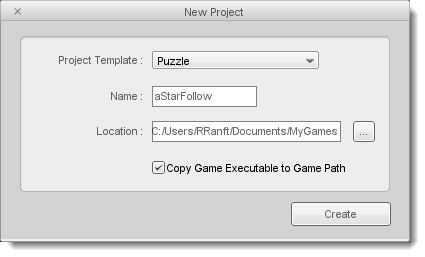 New Project
Project Template : Puzzle
Name : aStarFollow
Location : C:/Users/RRanft/Documents/MyGames ...
Copy Game Executable to Game Path
Create